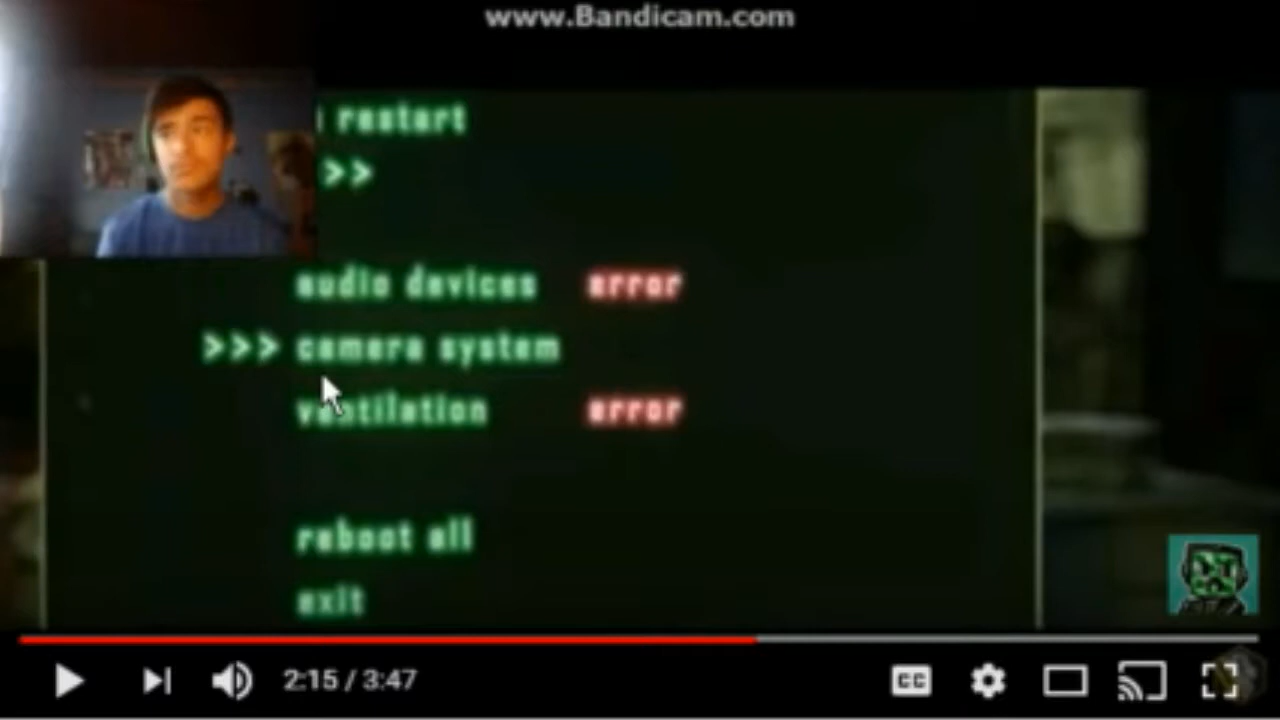 www.Bandicam.com
restart
>>
audio devices error
>>> camera system
ventilation error
reboot all
exit
2:15 / 3:47
CC